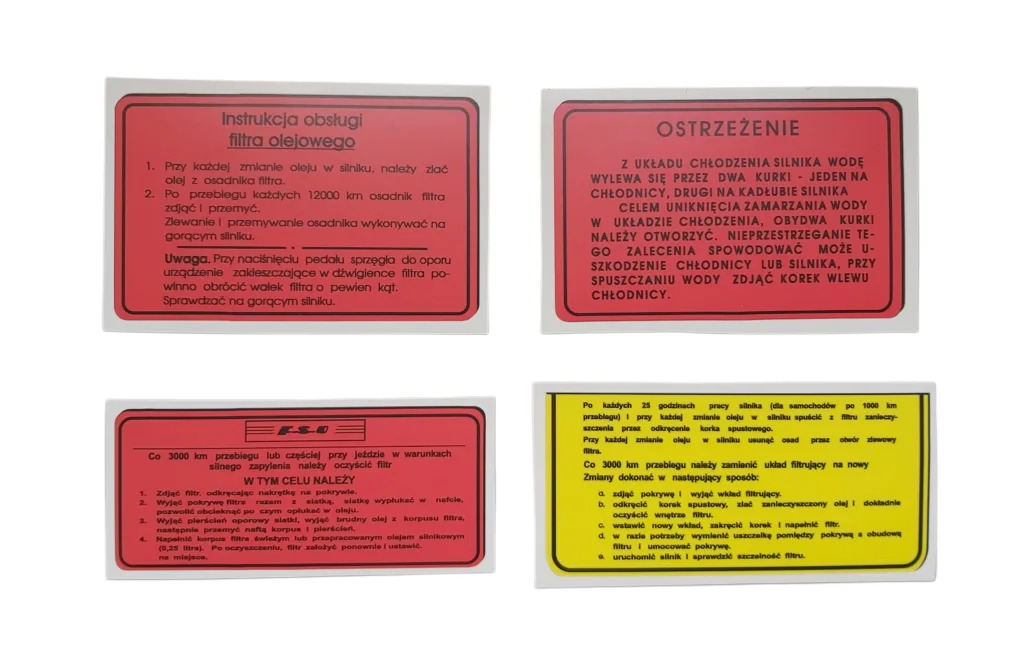 Instrukcja obsługi
filtra olejowego
1. Przy każdej zmianie oleju w silniku, należy zlać
olej z osadnika filtra.
2. Po przebiegu każdych 12000 km osadnik filtra
zdjąć i przemyć.
Zlewanie i przemywanie osadnika wykonywać na
gorącym silniku.
Uwaga. Przy naciśnięciu pedału sprzęgła do oporu
urządzenie zakleszczające w dźwigience filtra po-
winno obrócić wałek filtra o pewien kąt.
Sprawdzać na gorącym silniku.
OSTRZEŻENIE
Z UKŁADU CHŁODZENIA SILNIKA WODĘ
WYLEWA SIĘ PRZEZ DWA KURKI - JEDEN NA
CHŁODNICY, DRUGI NA KADŁUBIE SILNIKA
CELEM UNIKNIĘCIA ZAMARZANIA WODY
W UKŁADZIE CHŁODZENIA, OBYDWA KURKI
NALEŻY OTWORZYĆ. NIEPRZESTRZEGANIE TE-
GO ZALECENIA SPOWODOWAĆ MOŻE U-
SZKODZENIE CHŁODNICY LUB SILNIKA, PRZY
SPUSZCZANIU WODY ZDJĄĆ KOREK WLEWU
CHŁODNICY.
FSO
Co 3000 km przebiegu lub częściej przy jeździe w warunkach
silnego zapylenia należy oczyścić filtr
W TYM CELU NALEŻY
1. Zdjąć filtr. odkręcając nakrętkę na pokrywie.
2. Wyjąć pokrywę filtra razem z siatką, siatkę wypłukać w nafcie,
pozwolić obcieknąć po czym opłukać w oleju.
3. Wyjąć pierścień oporowy siatki, wyjąć brudny olej z korpusu filtra,
następnie przemyć naftą korpus i pierścień.
4. Napełnić korpus filtra świeżym lub przepracowanym olejem silnikowym
(0,25 litra). Po oczyszczeniu, filtr założyć ponownie i ustawić.
na miejsce.
Po każdych 25 godzinach pracy silnika (dla samochodów po 1000 km
przebiegu) i przy każdej zmianie oleju w silniku spuścić z filtru zanieczy-
szczenia przez odkręcenie korka spustowego.
Przy każdej zmianie oleju w silniku usunąć osad przez otwór zlewowy
filtra.
Co 3000 km przebiegu należy zamienić układ filtrujący na nowy
Zmiany dokonać w następujący sposób:
a. zdjąć pokrywę i wyjąć wkład filtrujący.
b. odkręcić korek spustowy, zlać zanieczyszczony olej i dokładnie
oczyścić wnętrze filtru.
c. wstawić nowy wkład, zakręcić korek i napełnić filtr.
d. w razie potrzeby wymienić uszczelkę pomiędzy pokrywą a obudową
filtru i umocować pokrywę.
e. uruchomić silnik i sprawdzić szczelność filtru.